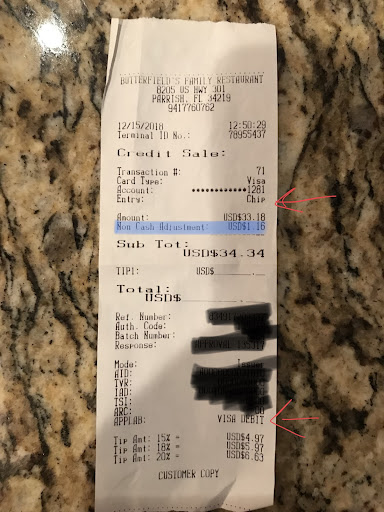 BUTTERFIELD'S FAMILY RESTAURANT
8205 US HWY 301
PARRISH, FL 34219
9417760762
12/15/2018 12:50:29
Terminal ID No.: 78955437
Credit Sale:
Transaction #: 71
Card Type: Visa
Account: ************1281
Entry: Chip
Amount: USD$33.18
Non Cash Adjustment: USD$1.16
Sub Tot:
USD$34.34
TIP1: USD$
Total:
USD$
Ref. Number:
Auth. Code:
Batch Number:
Response:
Mode:
AID:
TVR:
IAD:
TSI:
ARC:
APPLAB: VISA DEBIT
Tip Amt: 15% = USD$4.97
Tip Amt: 18% = USD$5.97
Tip Amt: 20% = USD$6.63
CUSTOMER COPY